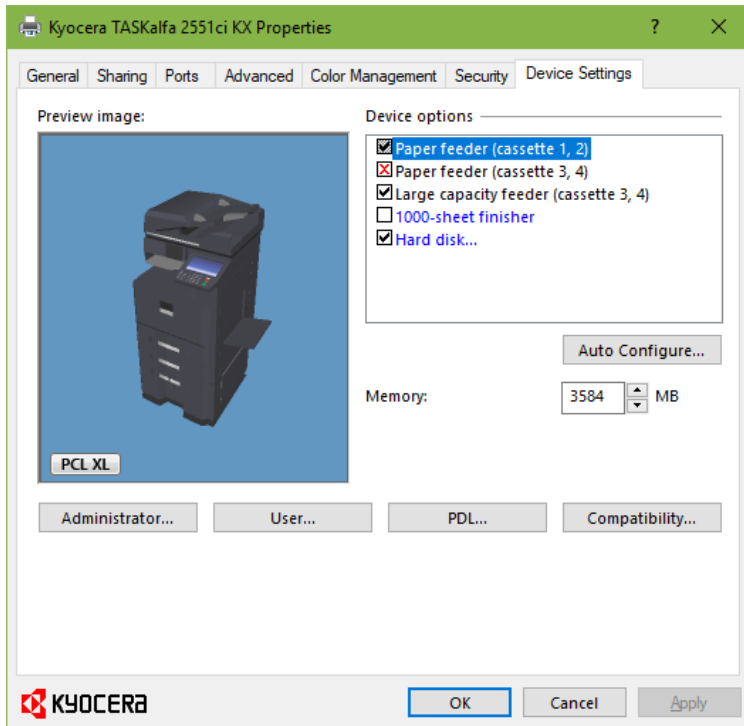 Kyocera TASKalfa 2551ci KX Properties
?
General Sharing Ports Advanced Color Management Security Device Settings
Preview image:
PCL XL
Device options
Paper feeder (cassette 1, 2)
Paper feeder (cassette 3, 4)
Large capacity feeder (cassette 3, 4)
1000-sheet finisher
Hard disk...
Auto Configure...
Memory: 3584 MB
Administrator... User... PDL... Compatibility...
KYOCERA
OK Cancel Apply